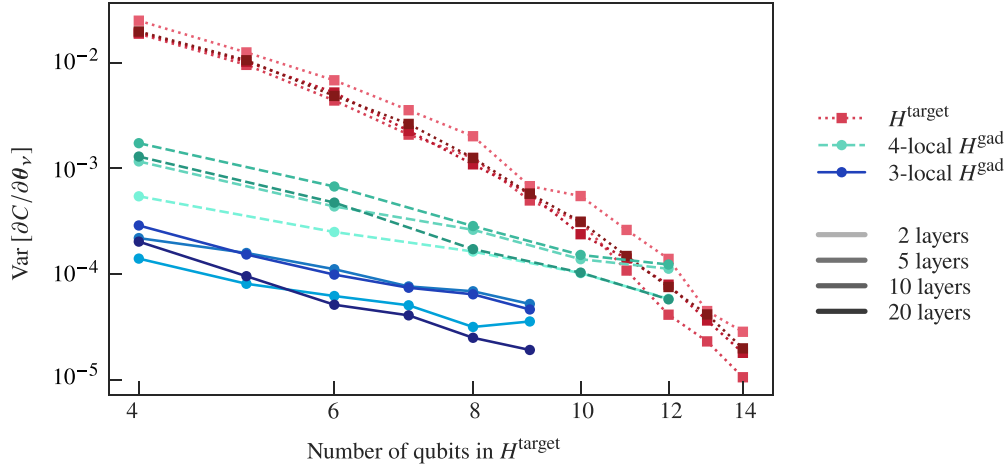 10⁻²
10⁻³
10⁻⁴
10⁻⁵
Var [∂C/∂θ_ν]
4
6
8
10
12
14
Number of qubits in H^target
H^target
4-local H^gad
3-local H^gad
2 layers
5 layers
10 layers
20 layers